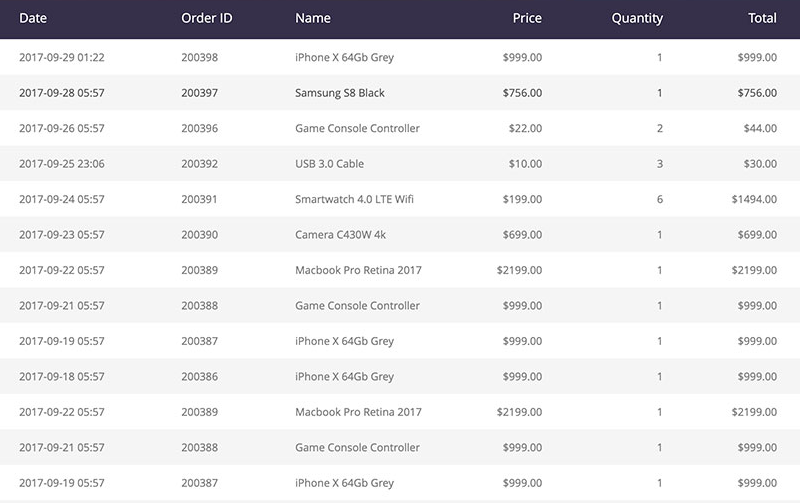 Date Order ID Name Price Quantity Total
2017-09-29 01:22 200398 iPhone X 64Gb Grey $999.00 1 $999.00
2017-09-28 05:57 200397 Samsung S8 Black $756.00 1 $756.00
2017-09-26 05:57 200396 Game Console Controller $22.00 2 $44.00
2017-09-25 23:06 200392 USB 3.0 Cable $10.00 3 $30.00
2017-09-24 05:57 200391 Smartwatch 4.0 LTE Wifi $199.00 6 $1494.00
2017-09-23 05:57 200390 Camera C430W 4k $699.00 1 $699.00
2017-09-22 05:57 200389 Macbook Pro Retina 2017 $2199.00 1 $2199.00
2017-09-21 05:57 200388 Game Console Controller $999.00 1 $999.00
2017-09-19 05:57 200387 iPhone X 64Gb Grey $999.00 1 $999.00
2017-09-18 05:57 200386 iPhone X 64Gb Grey $999.00 1 $999.00
2017-09-22 05:57 200389 Macbook Pro Retina 2017 $2199.00 1 $2199.00
2017-09-21 05:57 200388 Game Console Controller $999.00 1 $999.00
2017-09-19 05:57 200387 iPhone X 64Gb Grey $999.00 1 $999.00